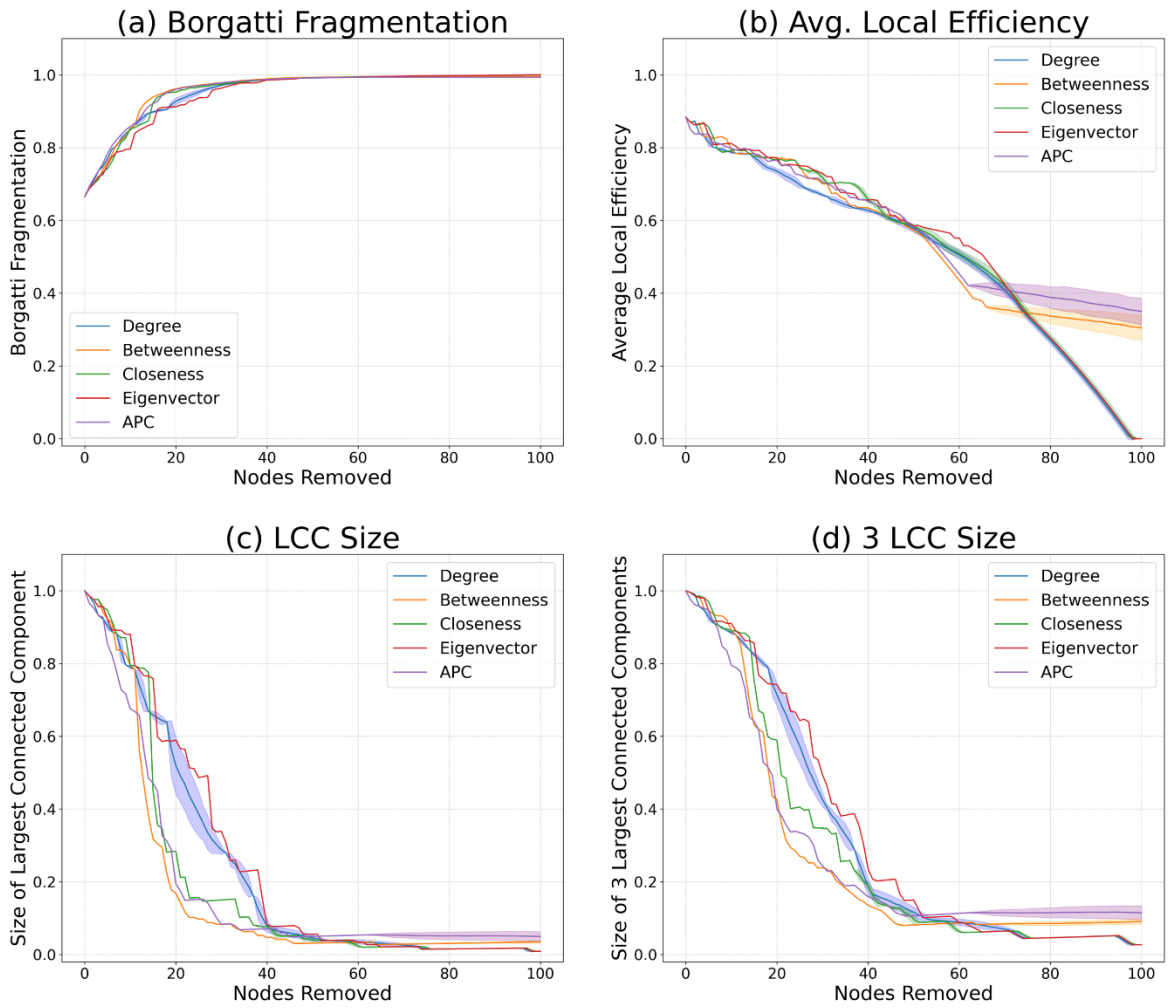 (a) Borgatti Fragmentation
Borgatti Fragmentation
1.0
0.8
0.6
0.4
0.2
0.0
Degree
Betweenness
Closeness
Eigenvector
APC
0 20 40 60 80 100
Nodes Removed
(b) Avg. Local Efficiency
Average Local Efficiency
1.0
0.8
0.6
0.4
0.2
0.0
Degree
Betweenness
Closeness
Eigenvector
APC
0 20 40 60 80 100
Nodes Removed
(c) LCC Size
Size of Largest Connected Component
1.0
0.8
0.6
0.4
0.2
0.0
Degree
Betweenness
Closeness
Eigenvector
APC
0 20 40 60 80 100
Nodes Removed
(d) 3 LCC Size
Size of 3 Largest Connected Components
1.0
0.8
0.6
0.4
0.2
0.0
Degree
Betweenness
Closeness
Eigenvector
APC
0 20 40 60 80 100
Nodes Removed